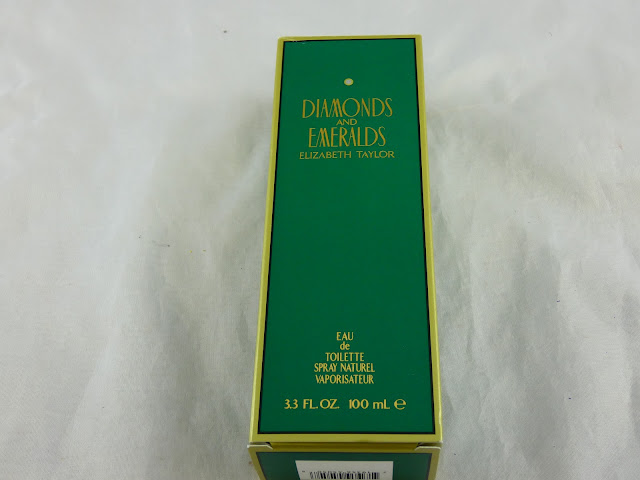 DIAMONDS
AND
EMERALDS
ELIZABETH TAYLOR
EAU
de
TOILETTE
SPRAY NATUREL
VAPORISATEUR
3.3 FL.OZ. 100 mL ℮